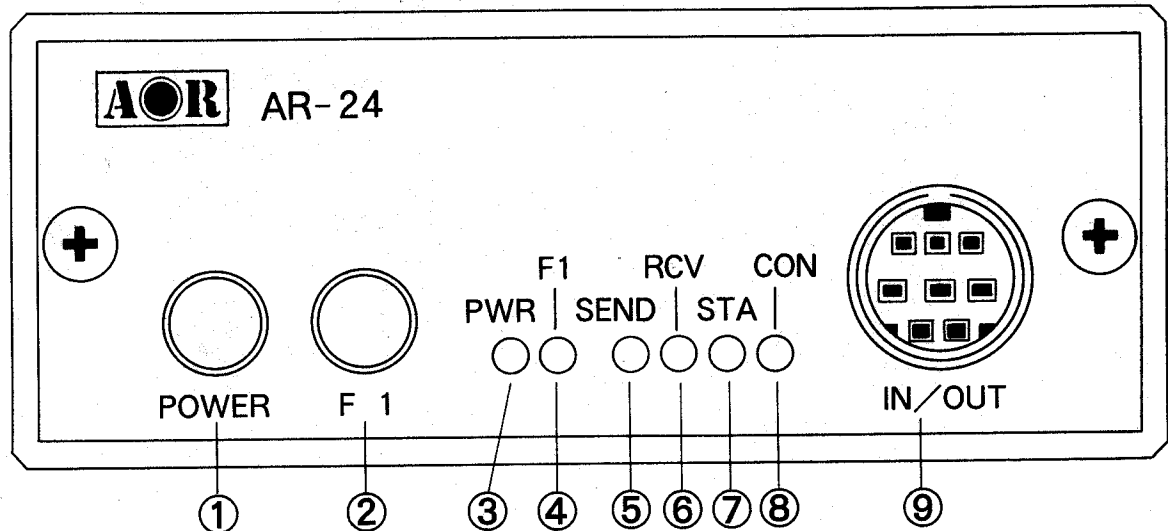 AOR AR-24
F1 RCV CON
PWR SEND STA
POWER F 1 IN/OUT
① ② ③ ④ ⑤ ⑥ ⑦ ⑧ ⑨